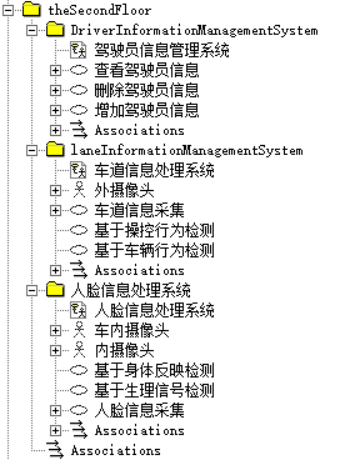 theSecondFloor
DriverInformationManagementSystem
驾驶员信息管理系统
查看驾驶员信息
删除驾驶员信息
增加驾驶员信息
Associations
laneInformationManagementSystem
车道信息处理系统
外摄像头
车道信息采集
基于操控行为检测
基于车辆行为检测
Associations
人脸信息处理系统
人脸信息处理系统
车内摄像头
内摄像头
基于身体反映检测
基于生理信号检测
人脸信息采集
Associations
Associations